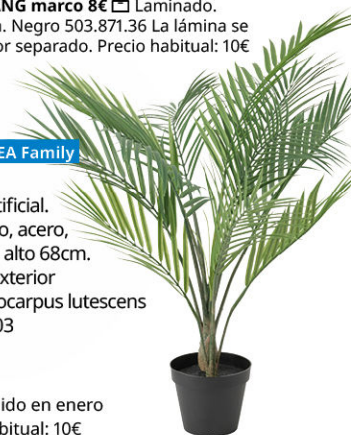 ANG marco 8€ Laminado.
. Negro 503.871.36 La lámina se
or separado. Precio habitual: 10€
EA Family
tificial.
o, acero,
alto 68cm.
xterior
ocarpus lutescens
03
ido en enero
bitual: 10€